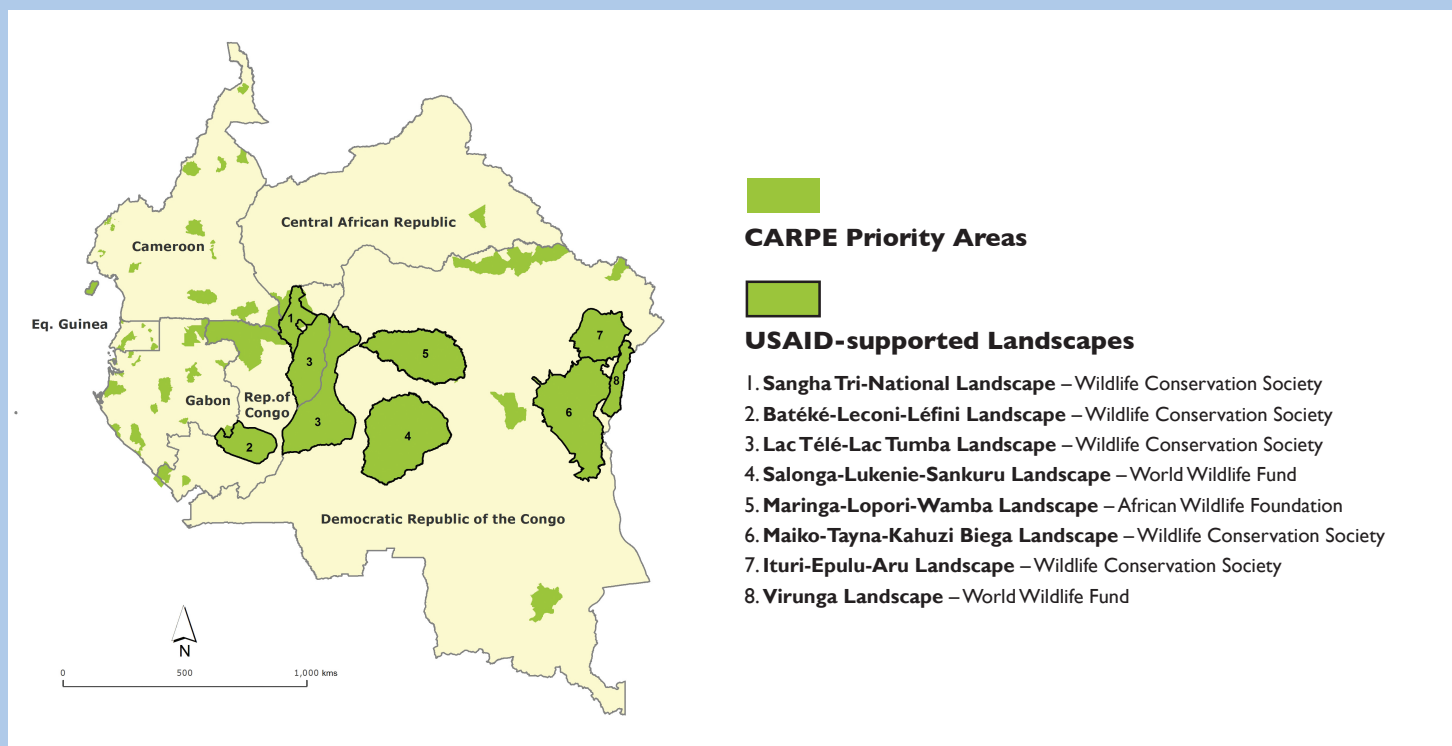 Central African Republic
Cameroon
Eq. Guinea
1
7
5
3
8
Gabon
Rep.of
Congo
6
3
4
2
Democratic Republic of the Congo
N
0 500 1,000 kms
CARPE Priority Areas
USAID-supported Landscapes
1. Sangha Tri-National Landscape – Wildlife Conservation Society
2. Batéké-Leconi-Léfini Landscape – Wildlife Conservation Society
3. Lac Télé-Lac Tumba Landscape – Wildlife Conservation Society
4. Salonga-Lukenie-Sankuru Landscape – World Wildlife Fund
5. Maringa-Lopori-Wamba Landscape – African Wildlife Foundation
6. Maiko-Tayna-Kahuzi Biega Landscape – Wildlife Conservation Society
7. Ituri-Epulu-Aru Landscape – Wildlife Conservation Society
8. Virunga Landscape – World Wildlife Fund